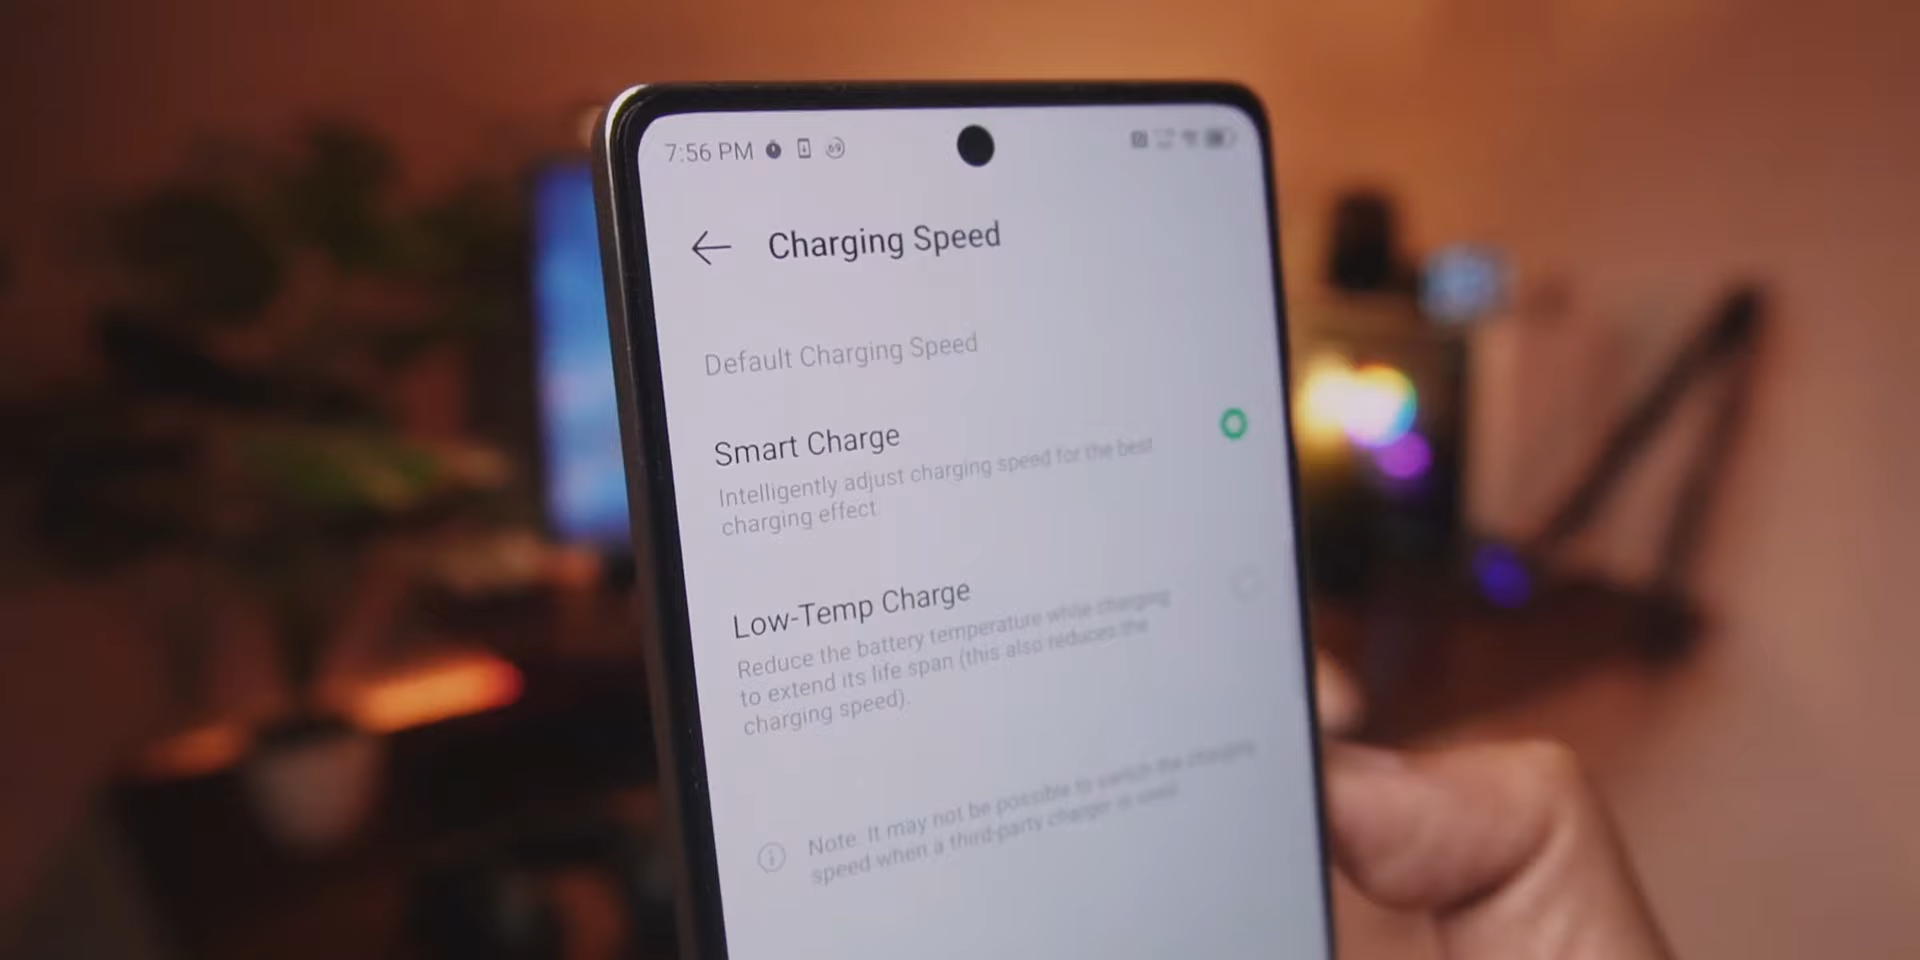 7:56 PM 69
Charging Speed
Default Charging Speed
Smart Charge
Intelligently adjust charging speed for the best
charging effect
Low-Temp Charge
Reduce the battery temperature while charging
to extend its life span (this also reduces the
charging speed).
Note: It may not be possible to switch the charging
speed when a third-party charger is used.